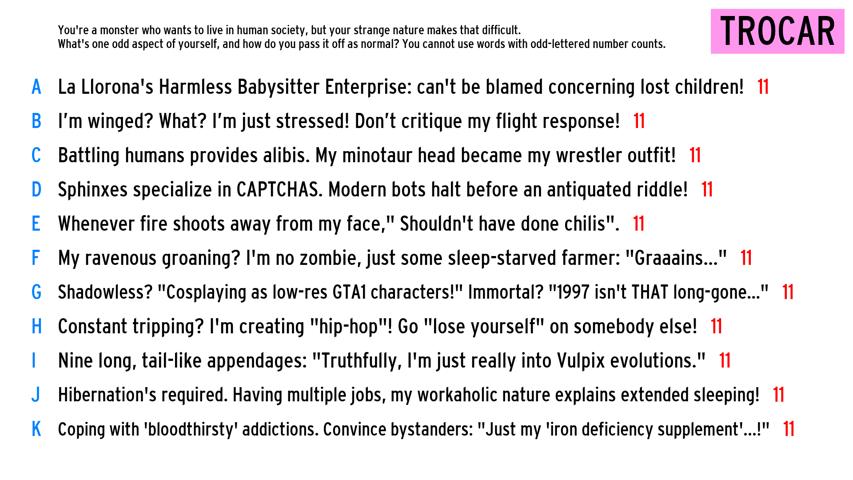 You're a monster who wants to live in human society, but your strange nature makes that difficult.
What's one odd aspect of yourself, and how do you pass it off as normal? You cannot use words with odd-lettered number counts.
TROCAR
A La Llorona's Harmless Babysitter Enterprise: can't be blamed concerning lost children! 11
B I'm winged? What? I'm just stressed! Don't critique my flight response! 11
C Battling humans provides alibis. My minotaur head became my wrestler outfit! 11
D Sphinxes specialize in CAPTCHAS. Modern bots halt before an antiquated riddle! 11
E Whenever fire shoots away from my face," Shouldn't have done chilis". 11
F My ravenous groaning? I'm no zombie, just some sleep-starved farmer: "Graaains..." 11
G Shadowless? "Cosplaying as low-res GTA1 characters!" Immortal? "1997 isn't THAT long-gone..." 11
H Constant tripping? I'm creating "hip-hop"! Go "lose yourself" on somebody else! 11
I Nine long, tail-like appendages: "Truthfully, I'm just really into Vulpix evolutions." 11
J Hibernation's required. Having multiple jobs, my workaholic nature explains extended sleeping! 11
K Coping with 'bloodthirsty' addictions. Convince bystanders: "Just my 'iron deficiency supplement'...!" 11